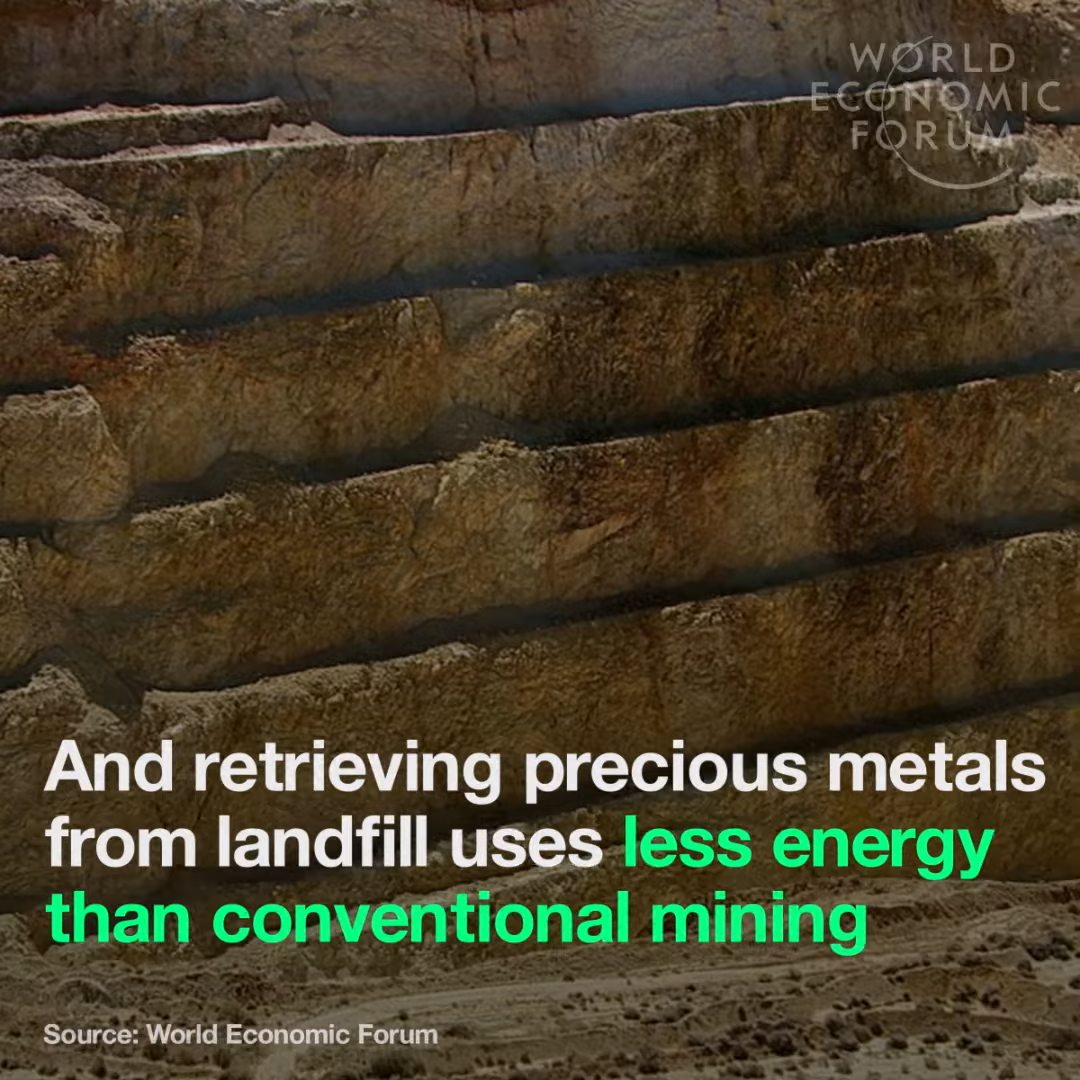 WORLD
ECONOMIC
FORUM
And retrieving precious metals
from landfill uses less energy
than conventional mining
Source: World Economic Forum